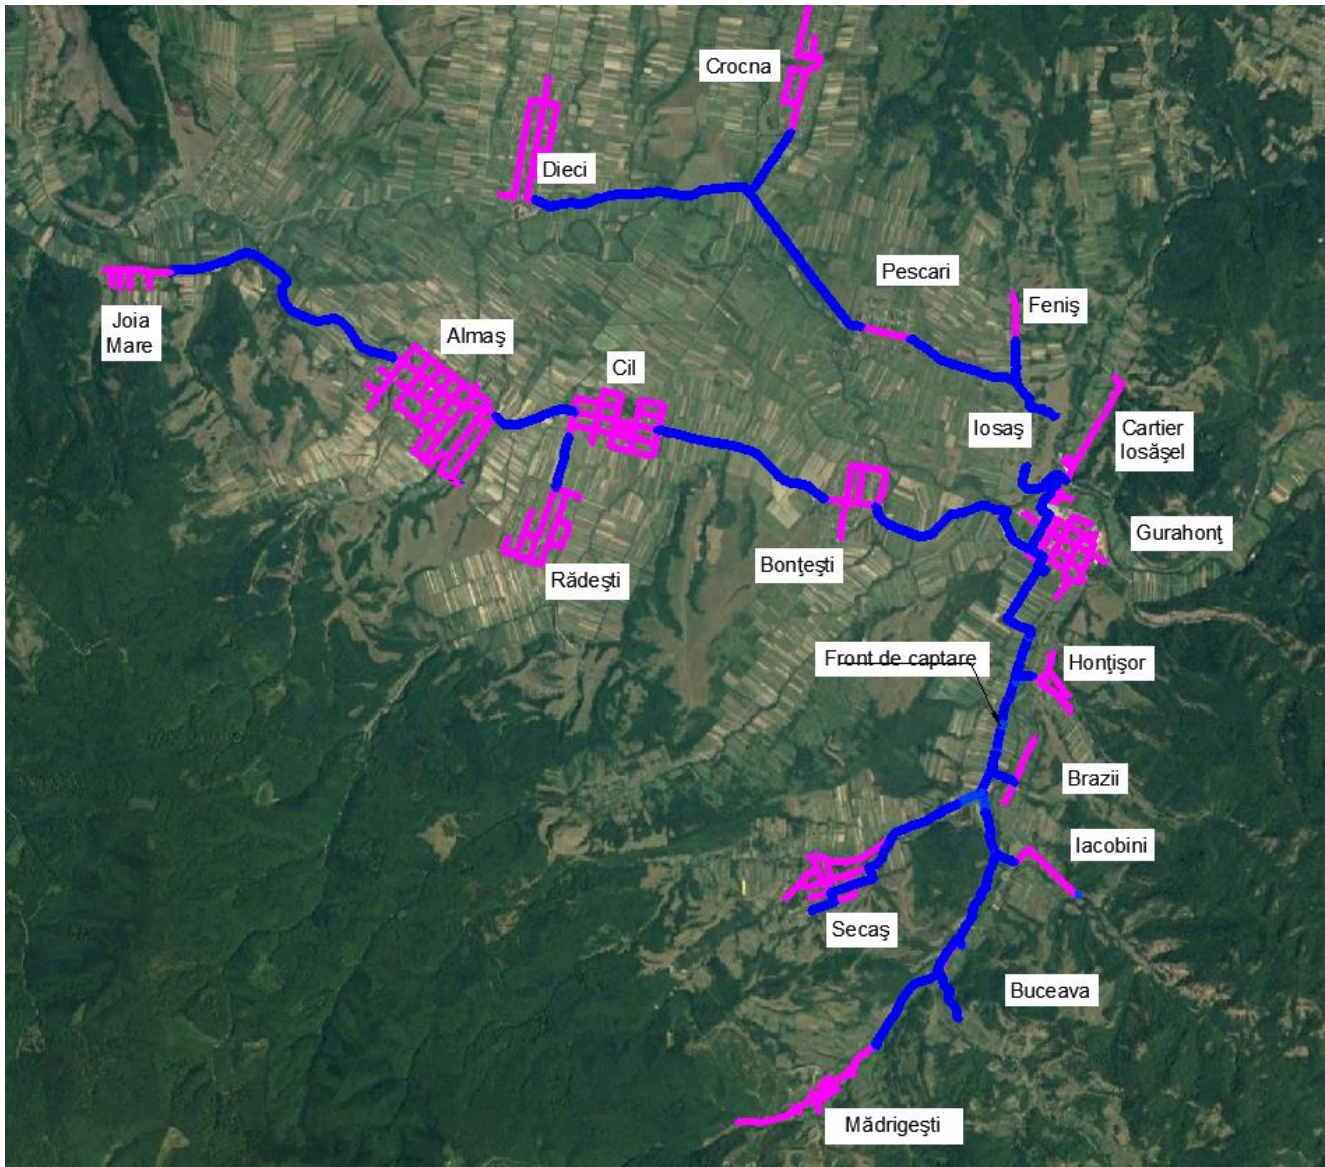 Crocna
Dieci
Pescari
Feniş
Joia
Mare
Almaş
Cil
Iosaş
Cartier
Iosăşel
Gurahonţ
Bonţeşti
Rădeşti
Front de captare
Honţişor
Brazii
Iacobini
Secaş
Buceava
Mădrigeşti